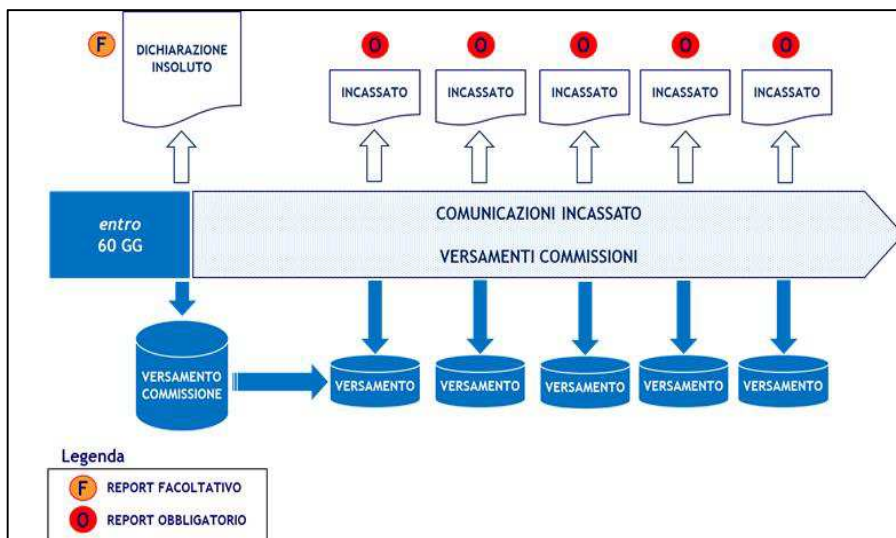 F
DICHIARAZIONE
INSOLUTO
O
O
O
O
O
INCASSATO
INCASSATO
INCASSATO
INCASSATO
INCASSATO
entro
60 GG
COMUNICAZIONI INCASSATO
VERSAMENTI COMMISSIONI
VERSAMENTO
COMMISSIONE
VERSAMENTO
VERSAMENTO
VERSAMENTO
VERSAMENTO
VERSAMENTO
Legenda
F REPORT FACOLTATIVO
O REPORT OBBLIGATORIO